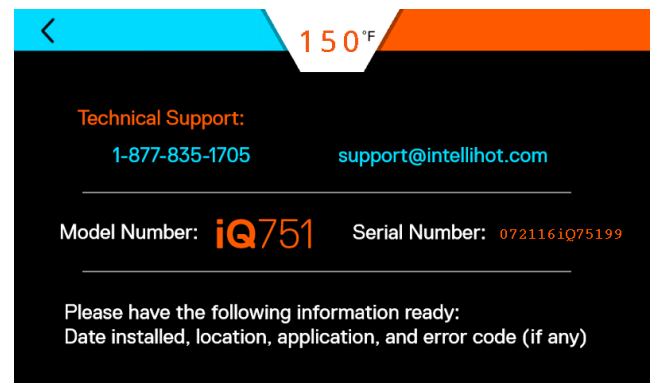 150°F
Technical Support:
1-877-835-1705 support@intellihot.com
Model Number: iQ751 Serial Number: 072116iQ75199
Please have the following information ready:
Date installed, location, application, and error code (if any)